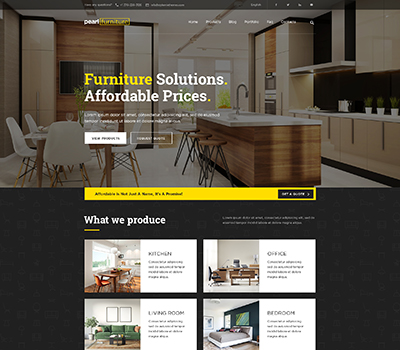 Have any questions?
English
pearl furniture
Home Products Blog Portfolio FAQ Contacts
Furniture Solutions.
Affordable Prices.
Lorem ipsum dolor sit amet, consectetur adipiscing elit, sed do eiusmod
tempor incididunt ut labore et dolore magna aliqua.
VIEW PRODUCTS
Affordable is Not Just A Name, It's A Promise!
GET A QUOTE
What we produce
Lorem ipsum dolor sit amet, consectetur adipiscing
elit, sed do eiusmod tempor incididunt ut labore et dolore
magna aliqua.
KITCHEN
Consectetur adipiscing
sed do eiusmod tempor
incididunt ut labore et dolore
magna aliqua.
OFFICE
Consectetur adipiscing
sed do eiusmod tempor
incididunt ut labore et dolore
magna aliqua.
LIVING ROOM
Consectetur adipiscing
sed do eiusmod tempor
incididunt ut labore et dolore
magna aliqua.
BEDROOM
Consectetur adipiscing
sed do eiusmod tempor
incididunt ut labore et dolore
magna aliqua.